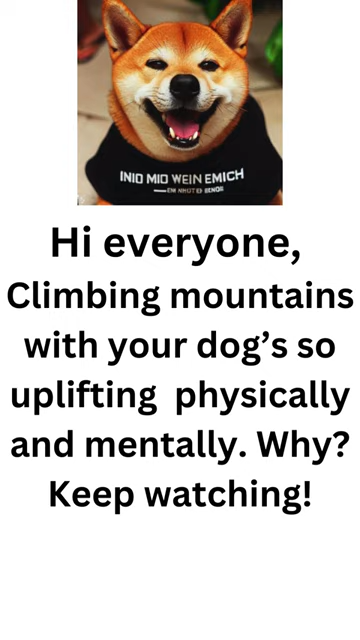 INIO MIO WEIN EMICH
Hi everyone,
Climbing mountains
with your dog's so
uplifting physically
and mentally. Why?
Keep watching!